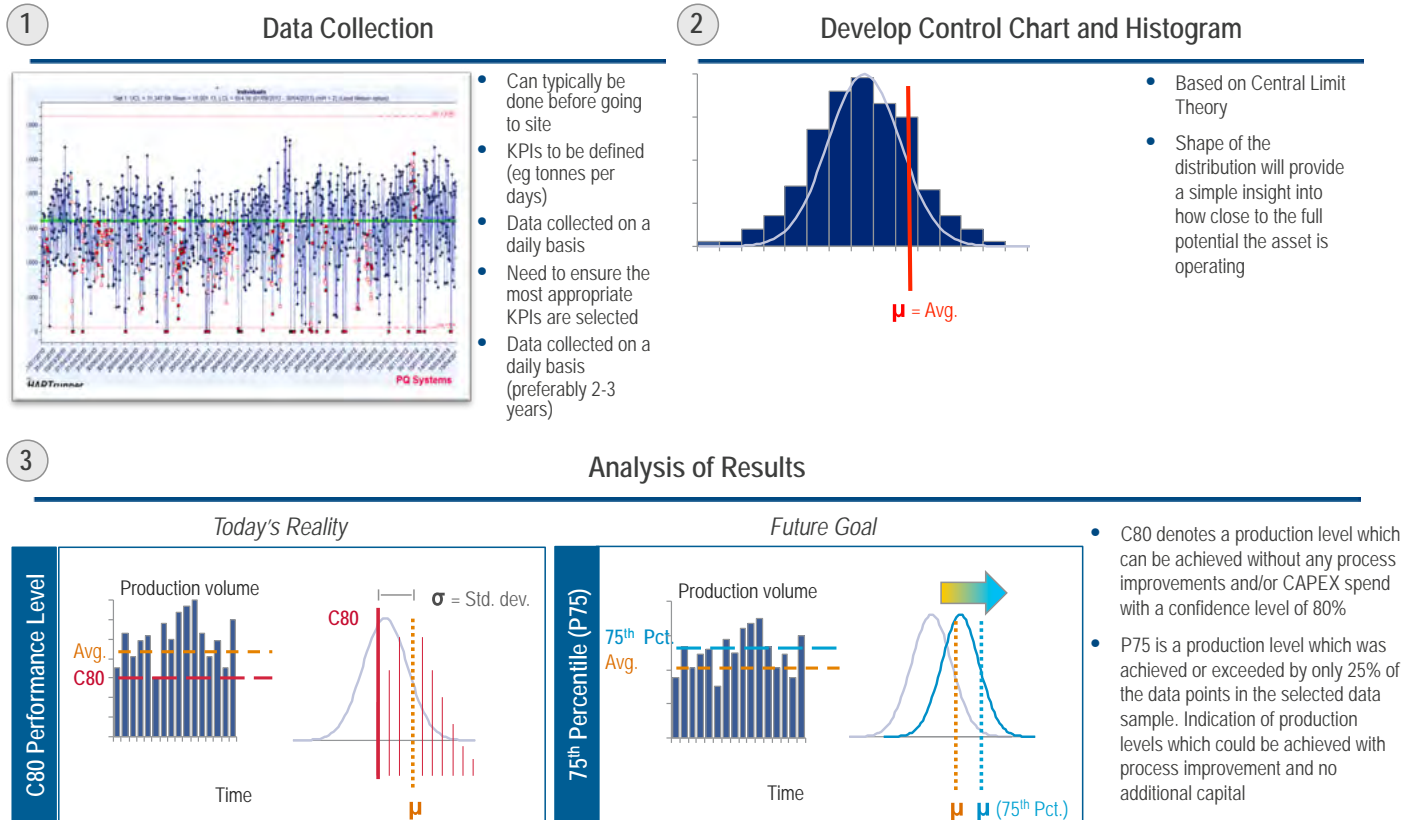 1
Data Collection
Individuals
Can typically be
done before going
to site
KPIs to be defined
(eg tonnes per
days)
Data collected on a
daily basis
Need to ensure the
most appropriate
KPIs are selected
Data collected on a
daily basis
(preferably 2-3
years)
PQ Systems
2
Develop Control Chart and Histogram
Based on Central Limit
Theory
Shape of the
distribution will provide
a simple insight into
how close to the full
potential the asset is
operating
μ = Avg.
3
Analysis of Results
Today's Reality
C80 Performance Level
Production volume
Avg.
C80
Time
C80
σ = Std. dev.
μ
Future Goal
75th Percentile (P75)
Production volume
75th Pct.
Avg.
Time
μ μ (75th Pct.)
C80 denotes a production level which
can be achieved without any process
improvements and/or CAPEX spend
with a confidence level of 80%
P75 is a production level which was
achieved or exceeded by only 25% of
the data points in the selected data
sample. Indication of production
levels which could be achieved with
process improvement and no
additional capital